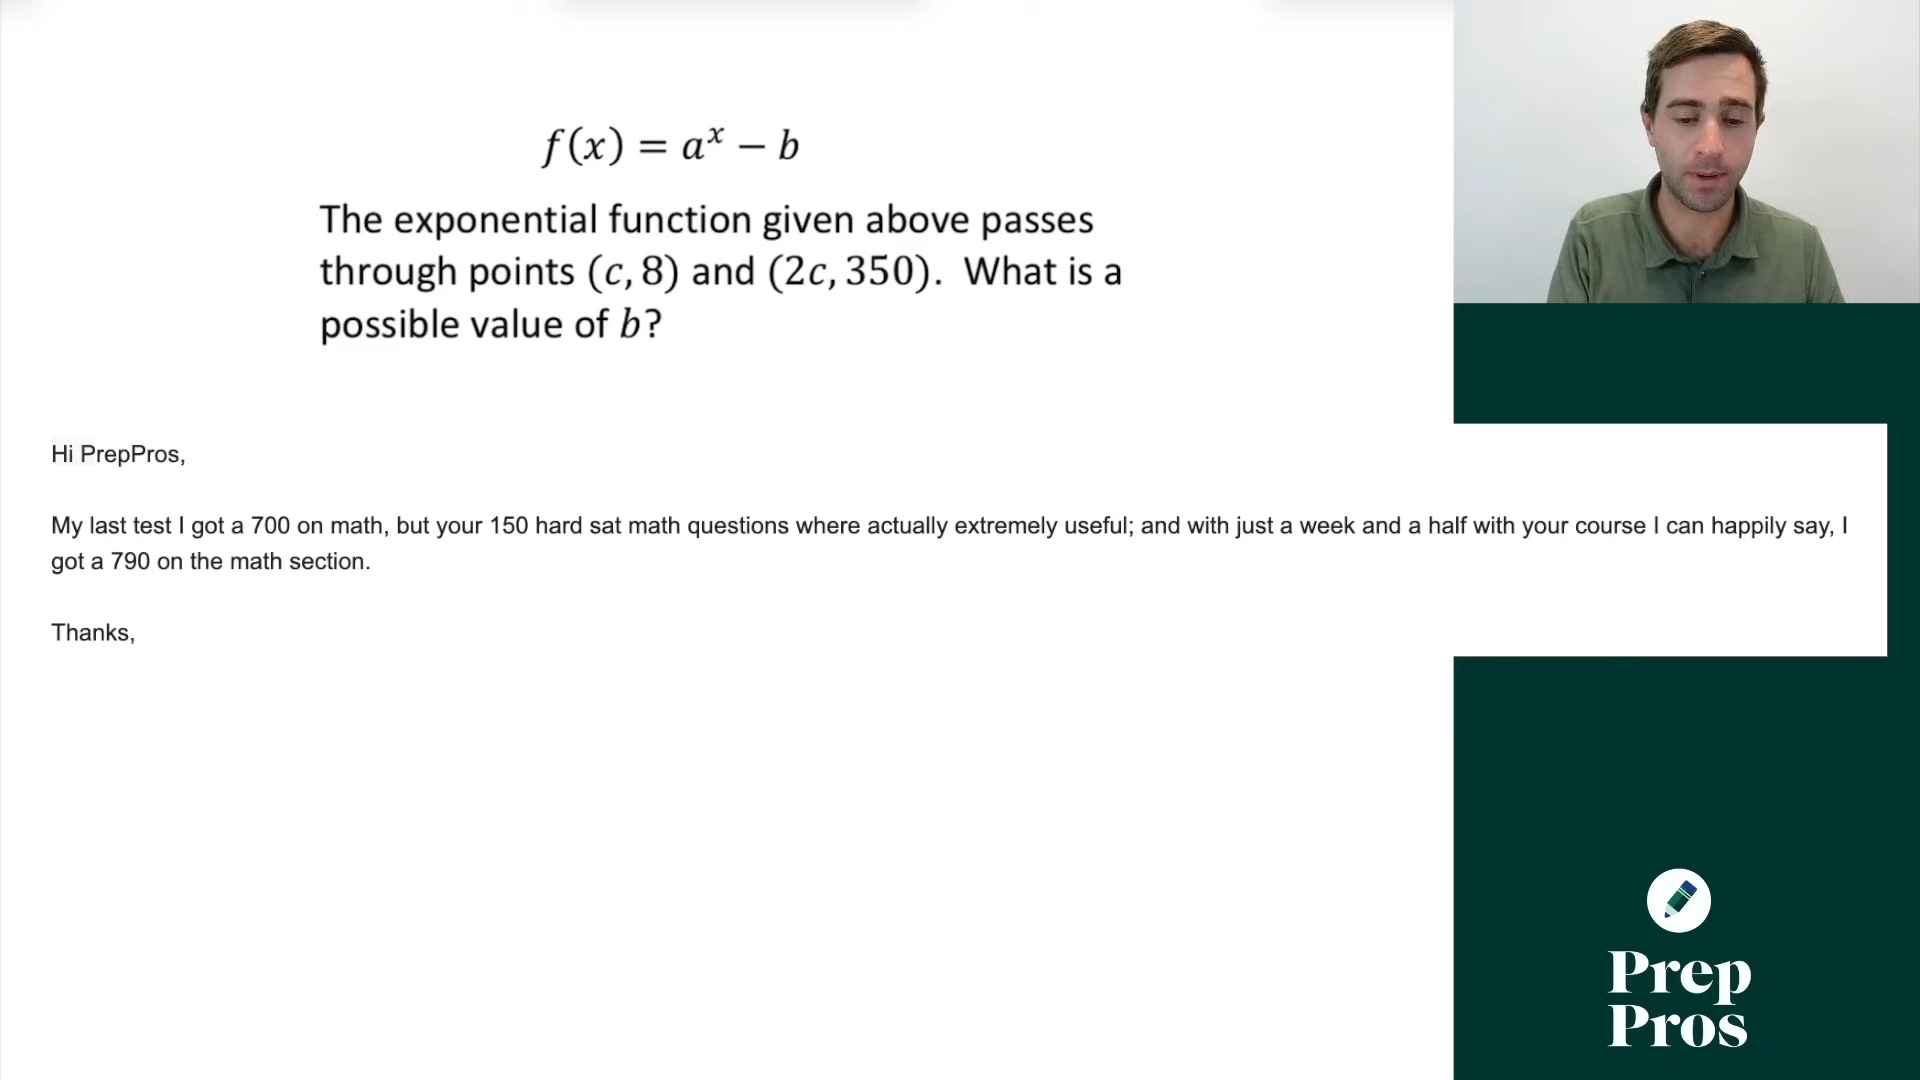 f(x) = aˣ − b
The exponential function given above passes
through points (c, 8) and (2c, 350). What is a
possible value of b?
Hi PrepPros,
My last test I got a 700 on math, but your 150 hard sat math questions where actually extremely useful; and with just a week and a half with your course I can happily say, I
got a 790 on the math section.
Thanks,
Prep
Pros